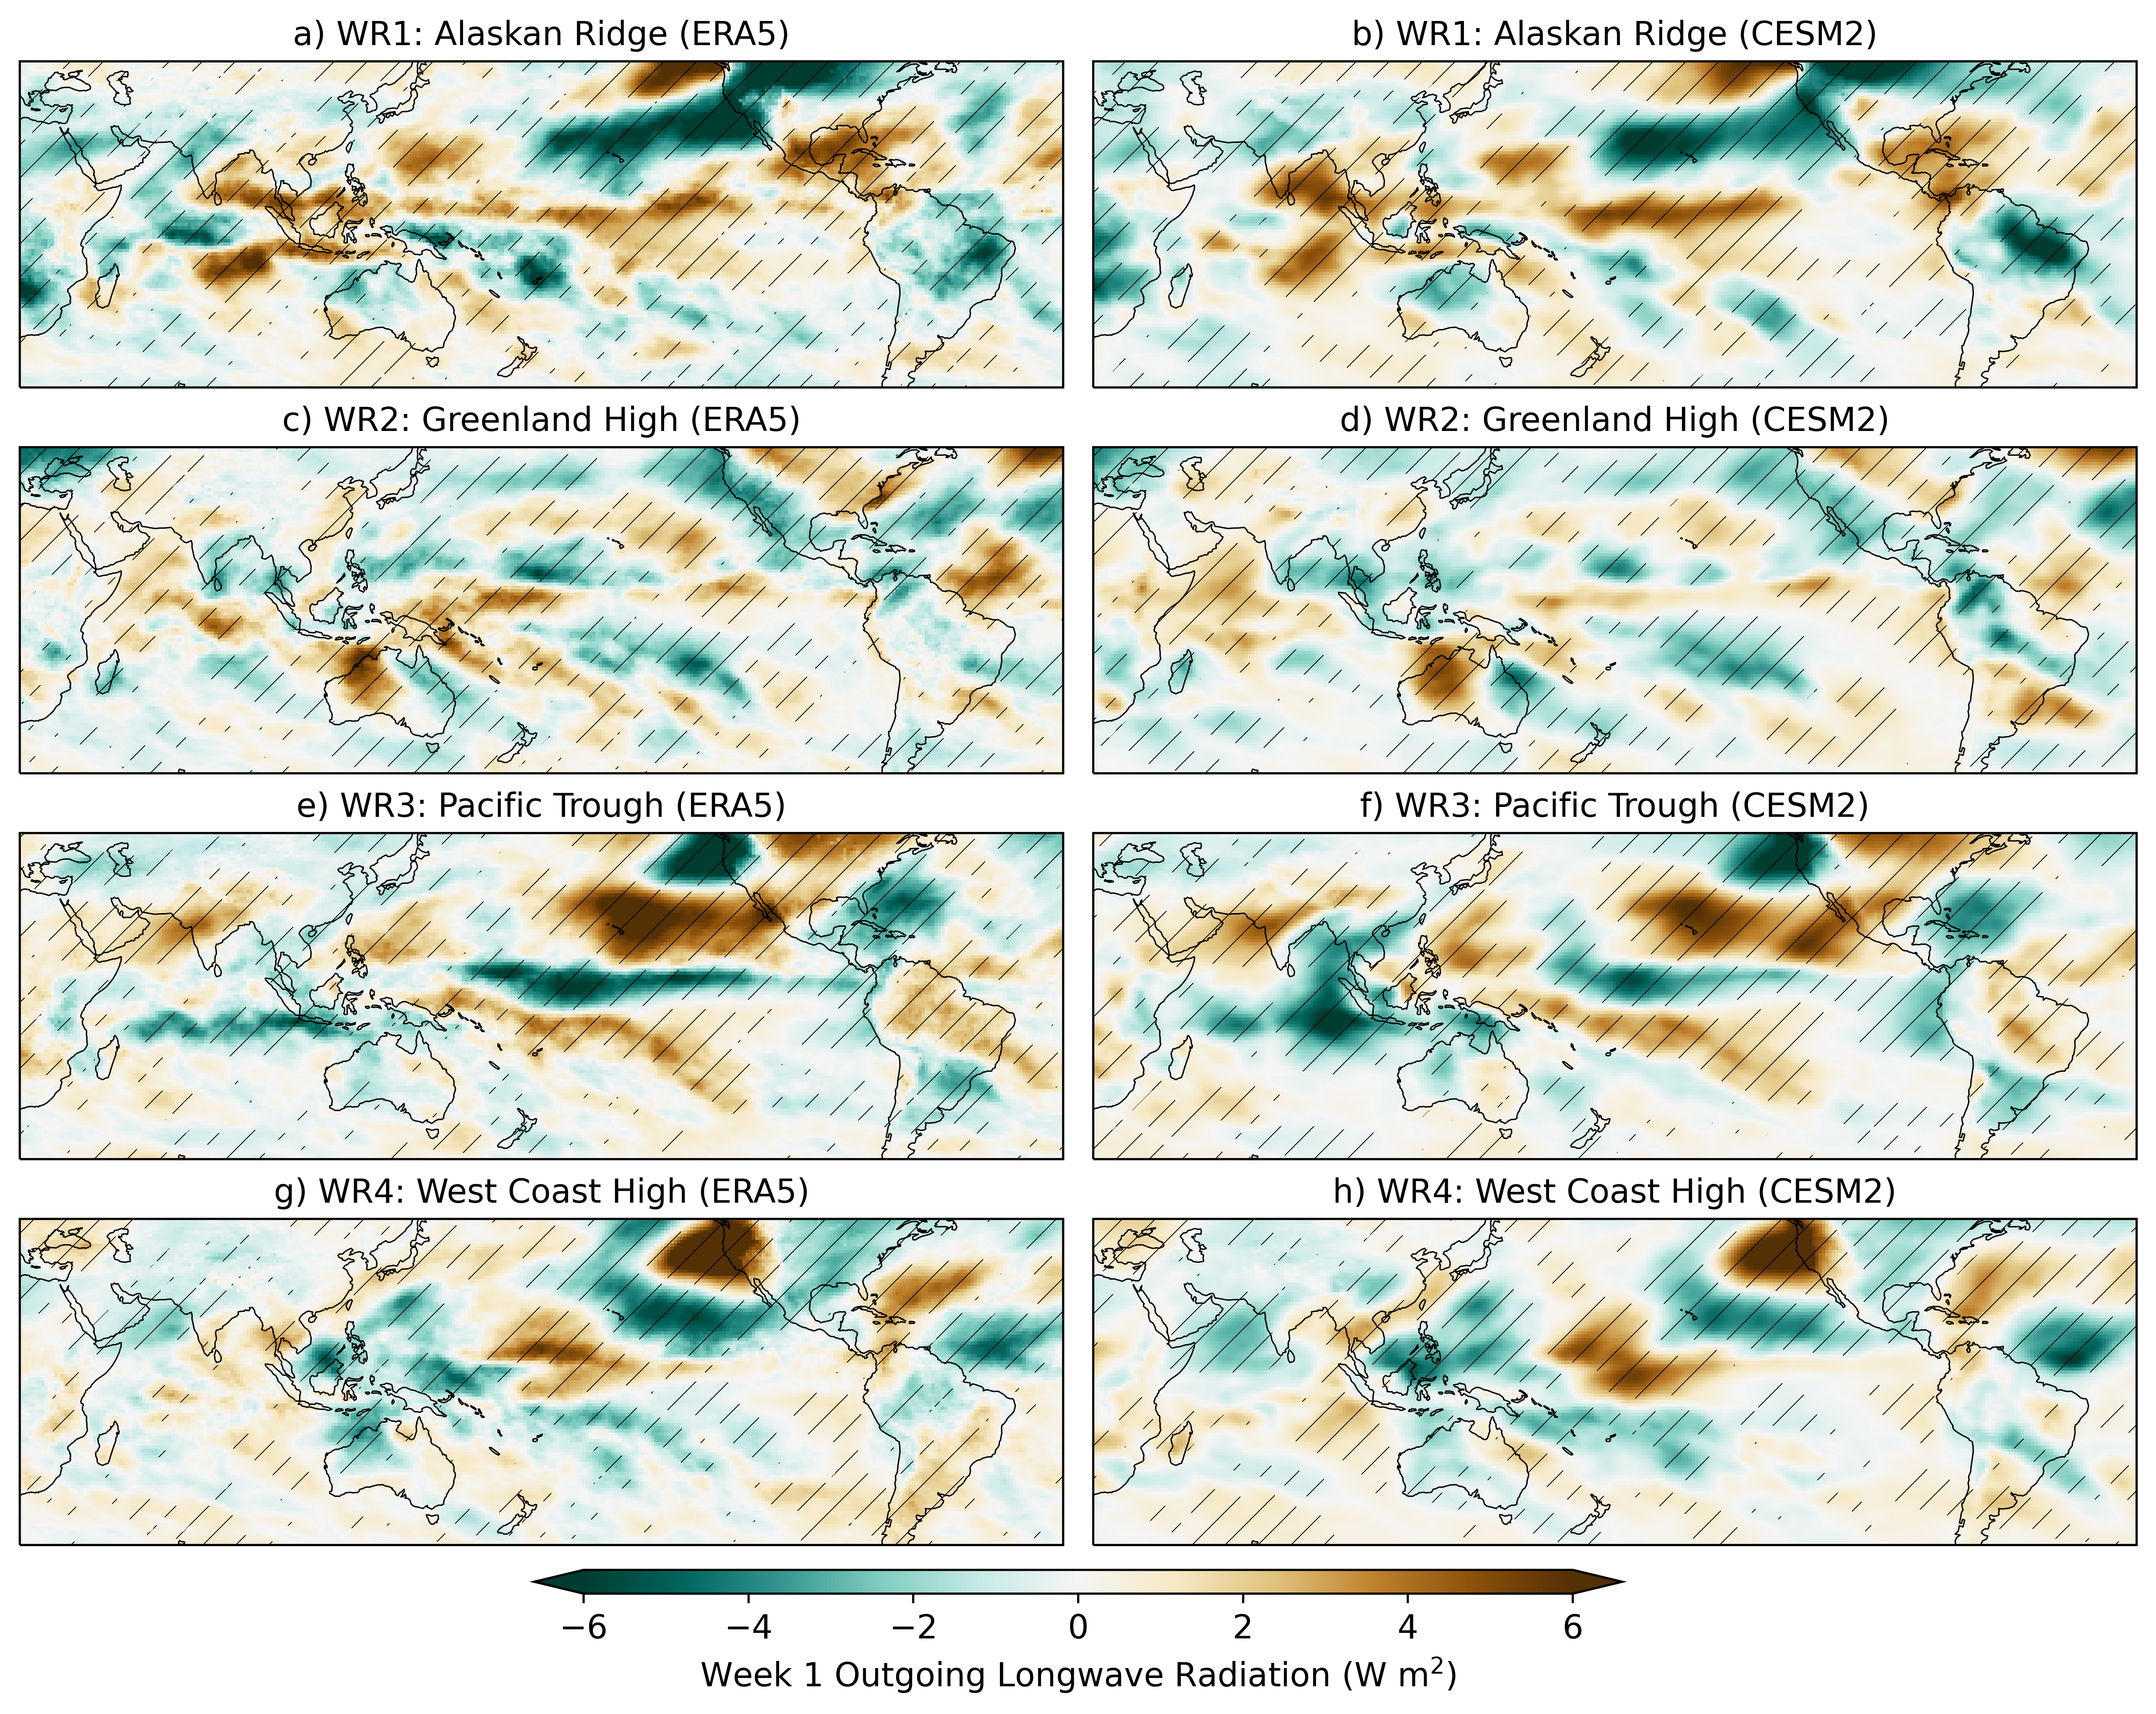 a) WR1: Alaskan Ridge (ERA5)
b) WR1: Alaskan Ridge (CESM2)
c) WR2: Greenland High (ERA5)
d) WR2: Greenland High (CESM2)
e) WR3: Pacific Trough (ERA5)
f) WR3: Pacific Trough (CESM2)
g) WR4: West Coast High (ERA5)
h) WR4: West Coast High (CESM2)
−6 −4 −2 0 2 4 6
Week 1 Outgoing Longwave Radiation (W m²)